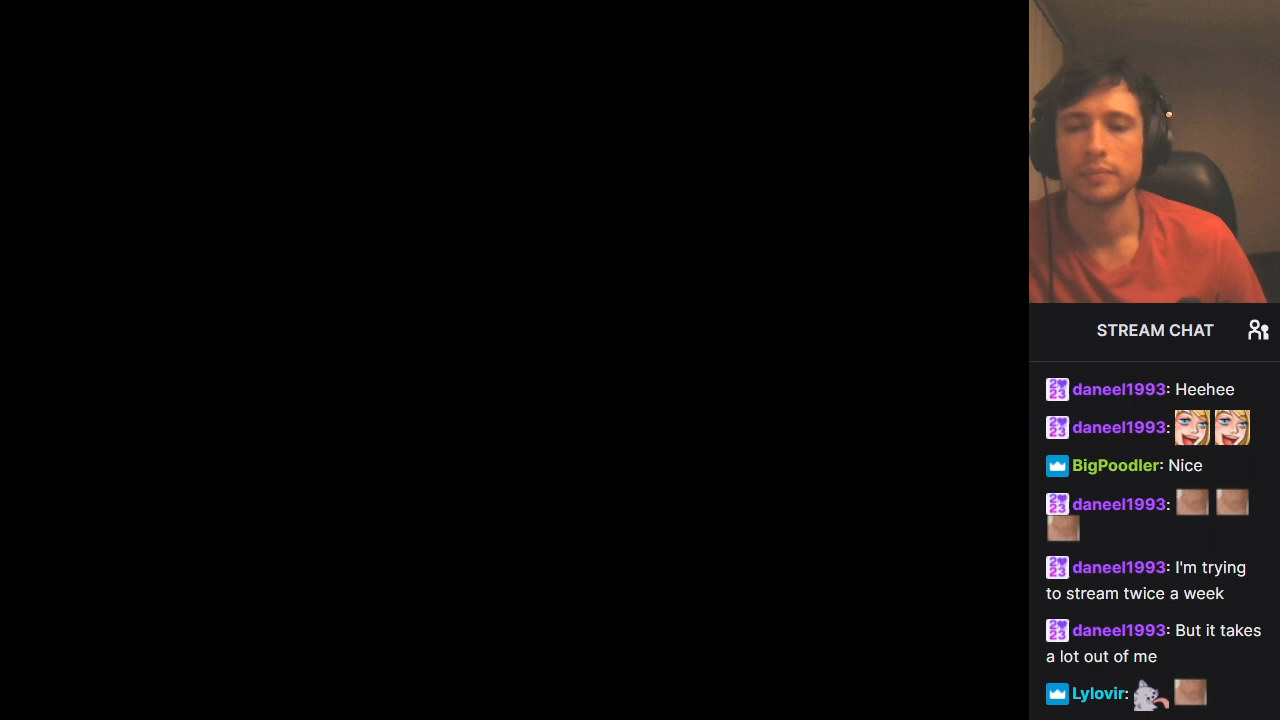 STREAM CHAT
daneel1993: Heehee
daneel1993:
BigPoodler: Nice
daneel1993:
daneel1993: I'm trying
to stream twice a week
daneel1993: But it takes
a lot out of me
Lylovir: